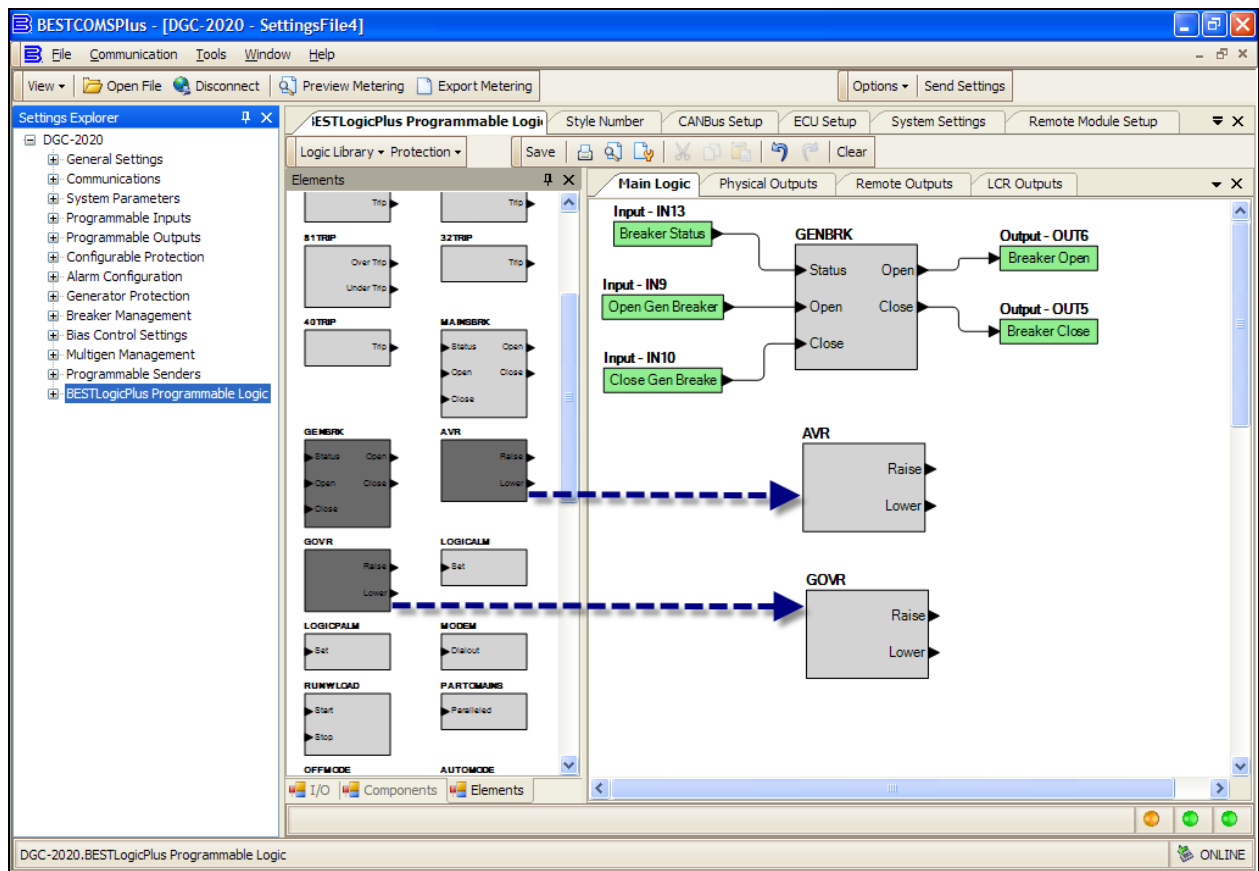 BESTCOMSPlus - [DGC-2020 - SettingsFile4]
File Communication Tools Window Help
View Open File Disconnect Preview Metering Export Metering Options Send Settings
Settings Explorer
DGC-2020
General Settings
Communications
System Parameters
Programmable Inputs
Programmable Outputs
Configurable Protection
Alarm Configuration
Generator Protection
Breaker Management
Bias Control Settings
Multigen Management
Programmable Senders
BESTLogicPlus Programmable Logic
ESTLogicPlus Programmable Logi Style Number CANBus Setup ECU Setup System Settings Remote Module Setup
Logic Library Protection Save Clear
Elements
Trip Trip
81TRIP 32TRIP
Over Trip Trip
Under Trip
40TRIP MAINSBRK
Trip Status Open
Open Close
Close
GENBRK AVR
Status Open Raise
Open Close Lower
Close
GOVR LOGICALM
Raise Set
Lower
LOGICPALM MODEM
Set Dialout
RUNWLOAD PARTOMAINS
Start Paralleled
Stop
OFFMODE AUTOMODE
I/O Components Elements
Main Logic Physical Outputs Remote Outputs LCR Outputs
Input - IN13
Breaker Status
GENBRK
Output - OUT6
Breaker Open
Status Open
Input - IN9
Open Gen Breaker
Open Close
Output - OUT5
Breaker Close
Close
Input - IN10
Close Gen Breake
AVR
Raise
Lower
GOVR
Raise
Lower
DGC-2020.BESTLogicPlus Programmable Logic ONLINE